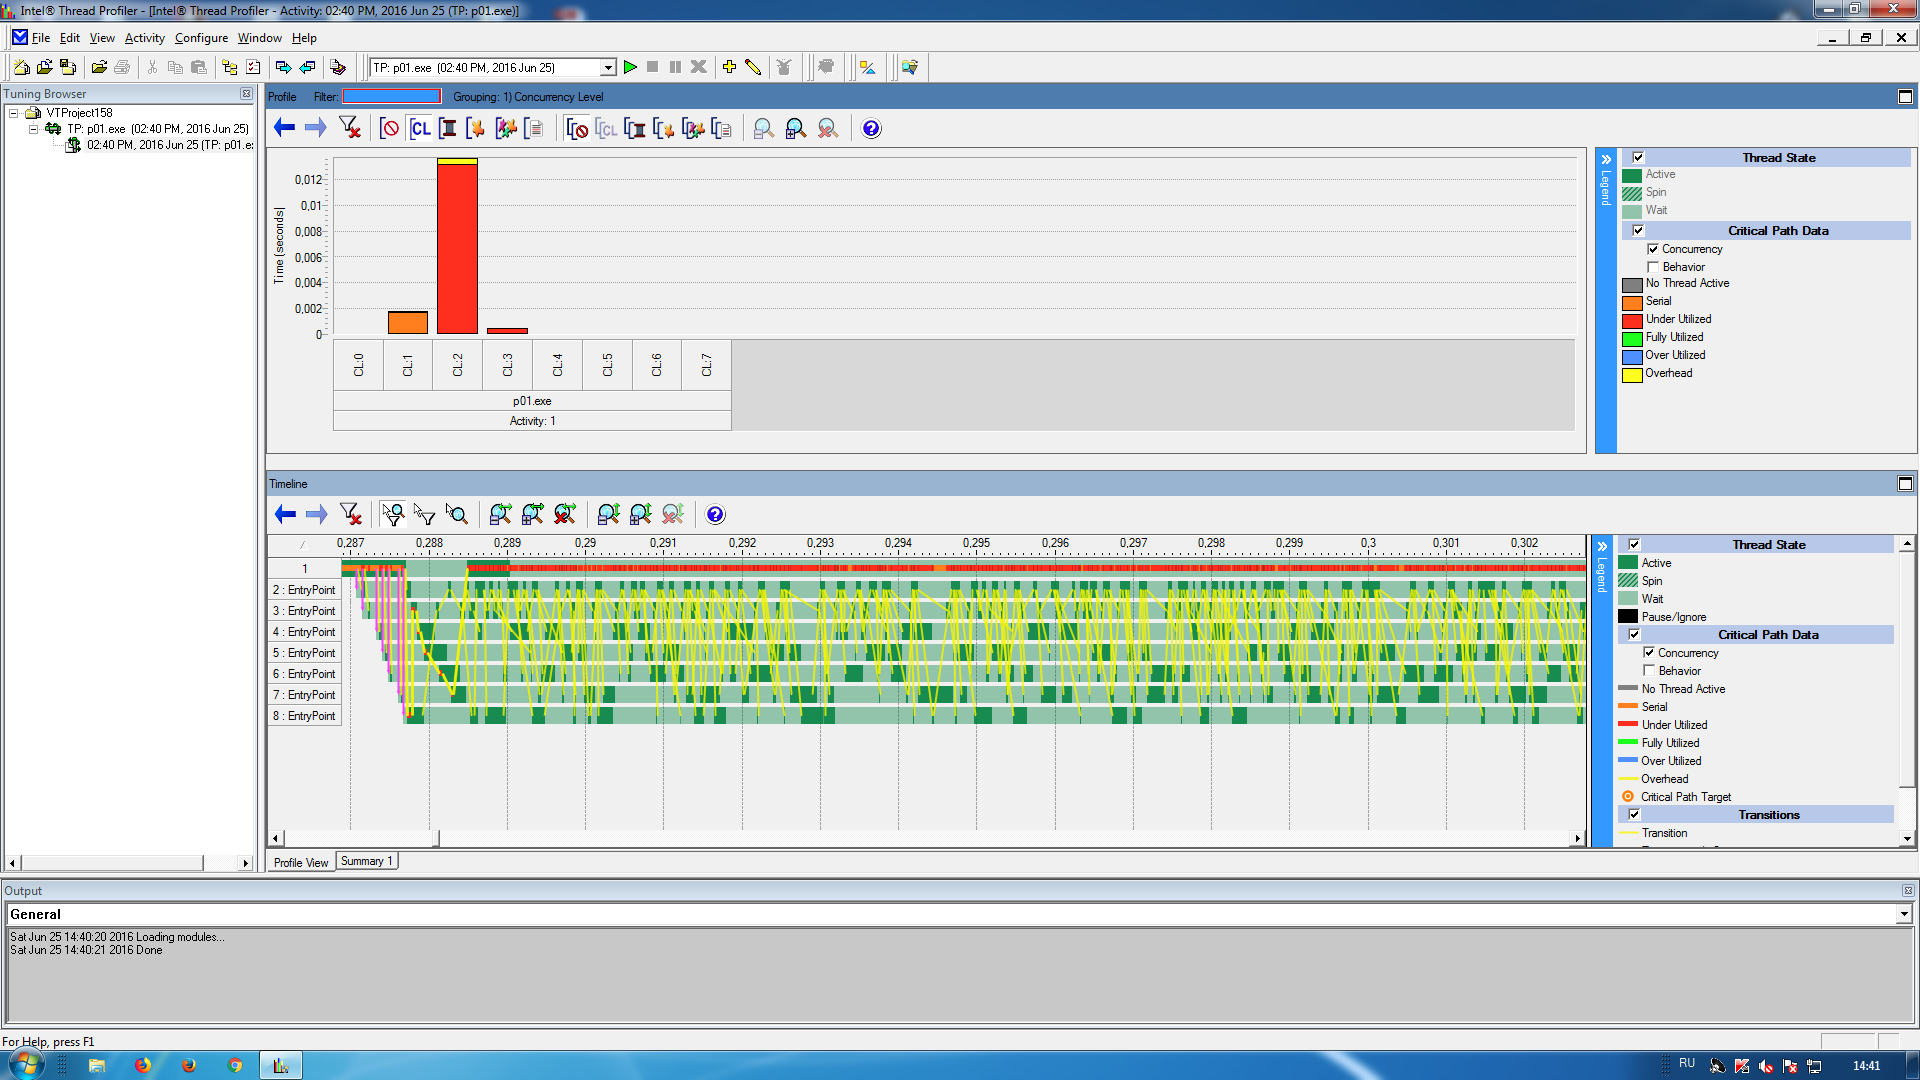 Intel® Thread Profiler - [Intel® Thread Profiler - Activity: 02:40 PM, 2016 Jun 25 (TP: p01.exe)]
File Edit View Activity Configure Window Help
TP: p01.exe (02:40 PM, 2016 Jun 25)
Tuning Browser
VTProject158
TP: p01.exe (02:40 PM, 2016 Jun 25)
02:40 PM, 2016 Jun 25 (TP: p01.e
Profile Filter: Grouping: 1) Concurrency Level
CL CL
Time (seconds)
0,012
0,01
0,008
0,006
0,004
0,002
0
CL:0 CL:1 CL:2 CL:3 CL:4 CL:5 CL:6 CL:7
p01.exe
Activity: 1
Legend
Thread State
Active
Spin
Wait
Critical Path Data
Concurrency
Behavior
No Thread Active
Serial
Under Utilized
Fully Utilized
Over Utilized
Overhead
Timeline
0,287 0,288 0,289 0,29 0,291 0,292 0,293 0,294 0,295 0,296 0,297 0,298 0,299 0,3 0,301 0,302
1
2 : EntryPoint
3 : EntryPoint
4 : EntryPoint
5 : EntryPoint
6 : EntryPoint
7 : EntryPoint
8 : EntryPoint
Legend
Thread State
Active
Spin
Wait
Pause/Ignore
Critical Path Data
Concurrency
Behavior
No Thread Active
Serial
Under Utilized
Fully Utilized
Over Utilized
Overhead
Critical Path Target
Transitions
Transition
Profile View Summary 1
Output
General
Sat Jun 25 14:40:20 2016 Loading modules...
Sat Jun 25 14:40:21 2016 Done
For Help, press F1
RU 14:41